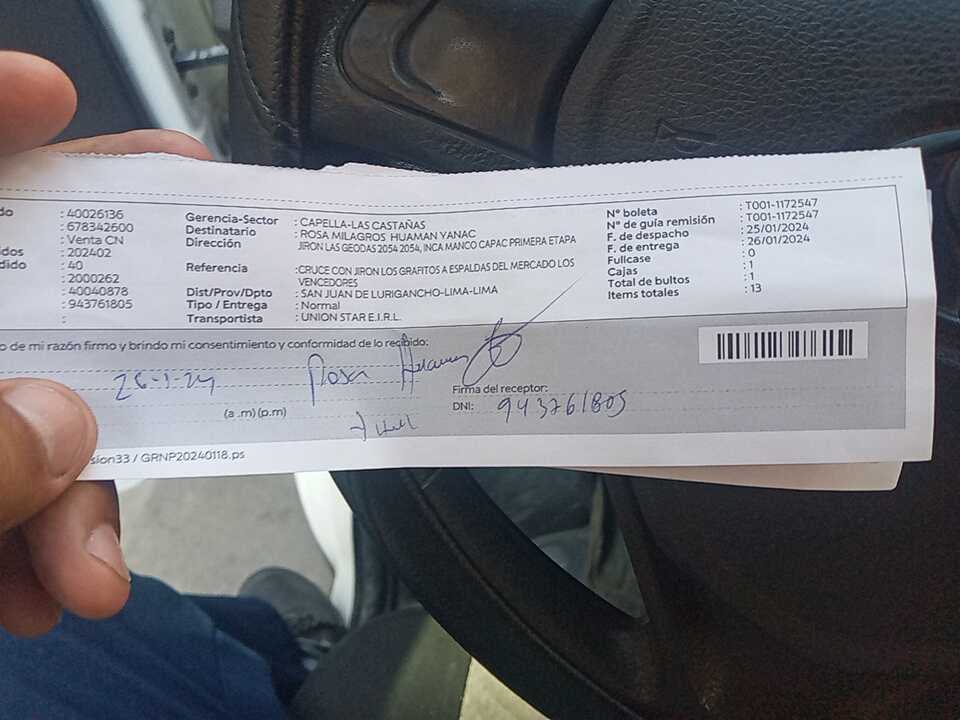 do : 40026136
: 678342600
: Venta CN
dos : 202402
dido : 40
: 2000262
: 40040878
: 943761805
:
Gerencia-Sector : CAPELLA-LAS CASTAÑAS
Destinatario : ROSA MILAGROS HUAMAN YANAC
Dirección JIRON LAS GEODAS 2054 2054, INCA MANCO CAPAC PRIMERA ETAPA
Referencia :CRUCE CON JIRON LOS GRAFITOS A ESPALDAS DEL MERCADO LOS
VENCEDORES
Dist/Prov/Dpto : SAN JUAN DE LURIGANCHO-LIMA-LIMA
Tipo / Entrega : Normal
Transportista : UNION STAR E.I.R.L.
N° boleta : T001-1172547
N° de guía remisión : T001-1172547
F. de despacho : 25/01/2024
F. de entrega : 26/01/2024
Fullcase : 0
Cajas : 1
Total de bultos : 1
Items totales : 13
o de mi razón firmo y brindo mi consentimiento y conformidad de lo recibido:
26-1-24 Rosa Huaman
(a .m) (p.m)
Firma del receptor:
DNI: 943761805
sion33 / GRNP20240118.ps